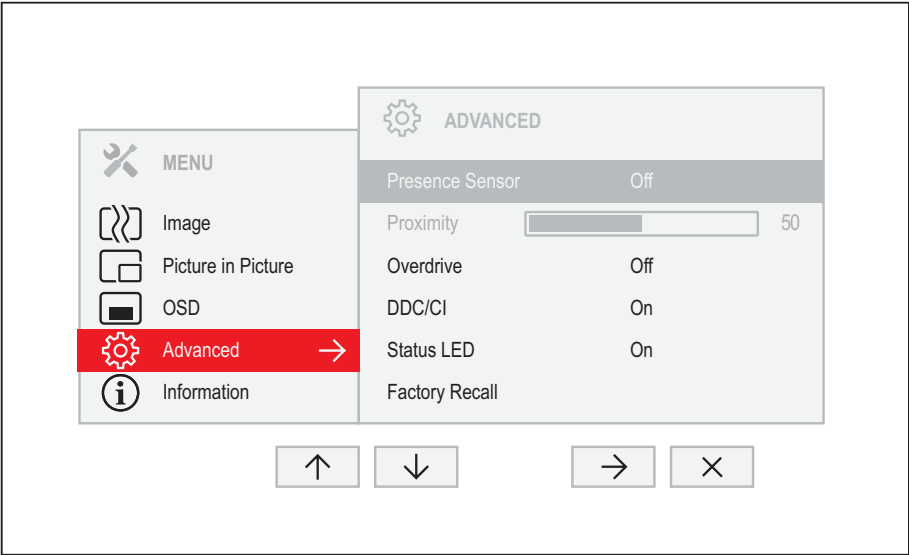 MENU
Image
Picture in Picture
OSD
Advanced
Information
ADVANCED
Presence Sensor Off
Proximity 50
Overdrive Off
DDC/CI On
Status LED On
Factory Recall